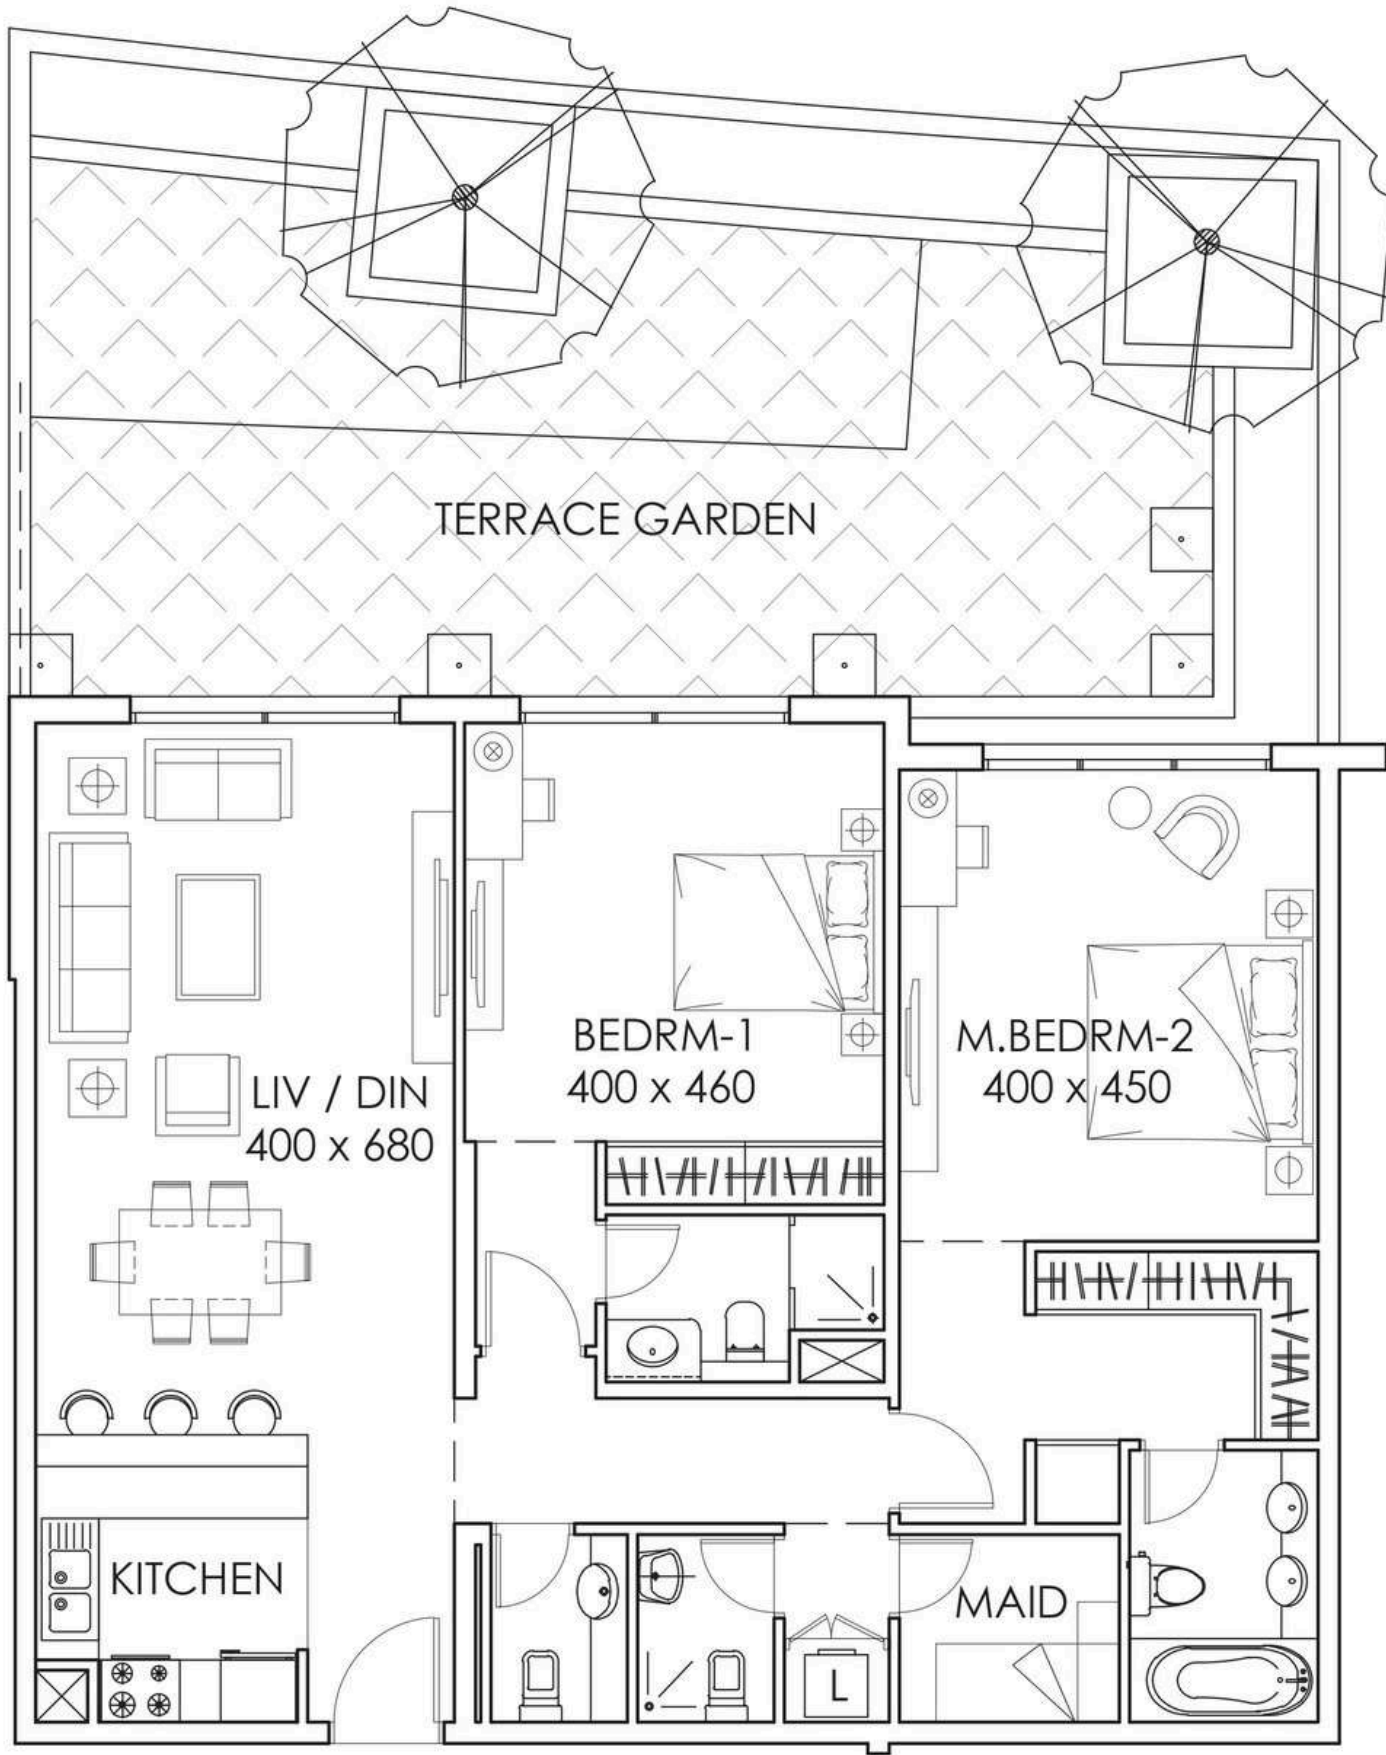 TERRACE GARDEN
BEDRM-1
400 x 460
M.BEDRM-2
400 x 450
LIV / DIN
400 x 680
KITCHEN
MAID
L